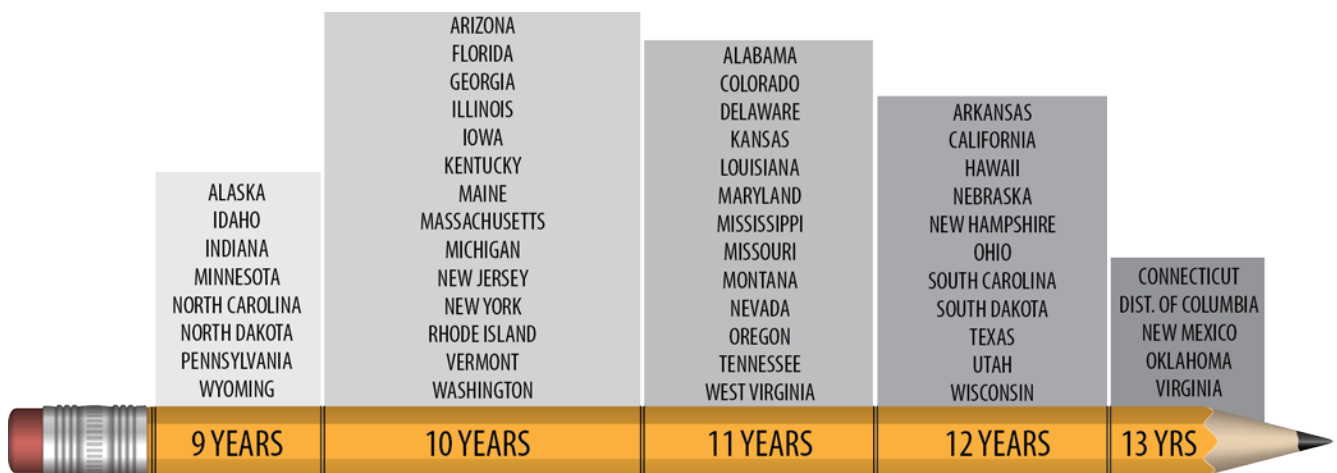 ALASKA
IDAHO
INDIANA
MINNESOTA
NORTH CAROLINA
NORTH DAKOTA
PENNSYLVANIA
WYOMING
9 YEARS
ARIZONA
FLORIDA
GEORGIA
ILLINOIS
IOWA
KENTUCKY
MAINE
MASSACHUSETTS
MICHIGAN
NEW JERSEY
NEW YORK
RHODE ISLAND
VERMONT
WASHINGTON
10 YEARS
ALABAMA
COLORADO
DELAWARE
KANSAS
LOUISIANA
MARYLAND
MISSISSIPPI
MISSOURI
MONTANA
NEVADA
OREGON
TENNESSEE
WEST VIRGINIA
11 YEARS
ARKANSAS
CALIFORNIA
HAWAII
NEBRASKA
NEW HAMPSHIRE
OHIO
SOUTH CAROLINA
SOUTH DAKOTA
TEXAS
UTAH
WISCONSIN
12 YEARS
CONNECTICUT
DIST. OF COLUMBIA
NEW MEXICO
OKLAHOMA
VIRGINIA
13 YRS